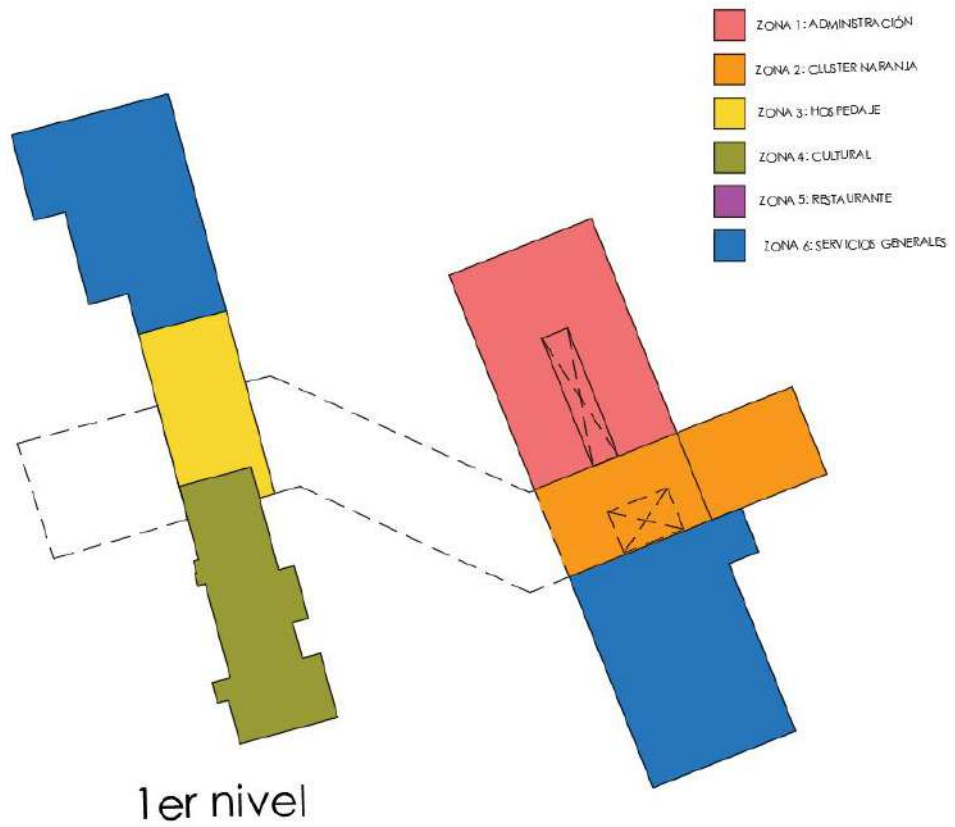 ZONA 1: ADMINSTRACIÓN
ZONA 2: CLUSTER NARANJA
ZONA 3: HOSPEDAJE
ZONA 4: CULTURAL
ZONA 5: RESTAURANTE
ZONA 6: SERVICIOS GENERALES
1er nivel